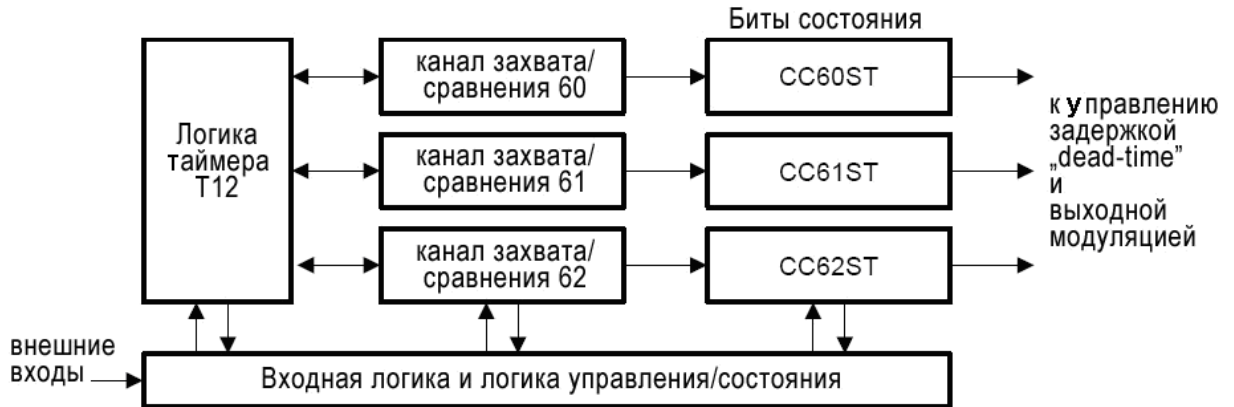 Биты состояния
Логика
таймера
T12
канал захвата/
сравнения 60
CC60ST
канал захвата/
сравнения 61
CC61ST
канал захвата/
сравнения 62
CC62ST
к управлению
задержкой
„dead-time”
и
выходной
модуляцией
внешние
входы
Входная логика и логика управления/состояния